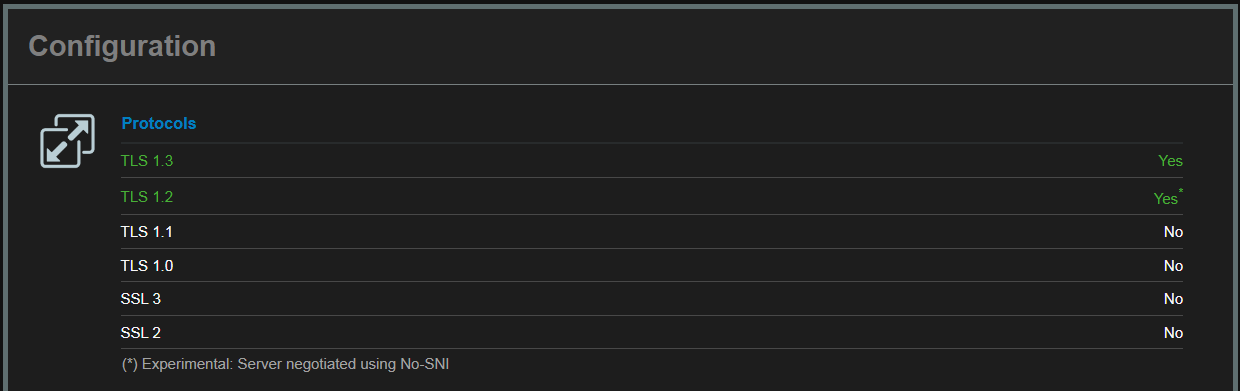 Configuration
Protocols
TLS 1.3 Yes
TLS 1.2 Yes*
TLS 1.1 No
TLS 1.0 No
SSL 3 No
SSL 2 No
(*) Experimental: Server negotiated using No-SNI